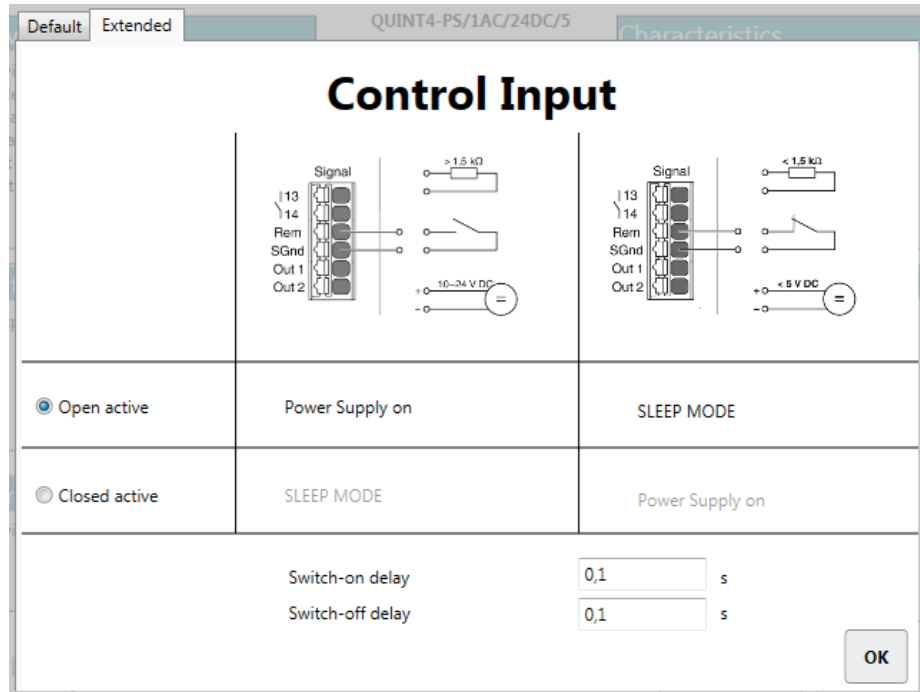 QUINT4-PS/1AC/24DC/5
Default Extended
Characteristics
Control Input
Signal
13
14
Rem
SGnd
Out 1
Out 2
> 1,5 kΩ
10–24 V DC
+
=
-
Signal
13
14
Rem
SGnd
Out 1
Out 2
< 1,5 kΩ
< 5 V DC
+
=
-
Open active Power Supply on SLEEP MODE
Closed active SLEEP MODE Power Supply on
Switch-on delay 0,1 s
Switch-off delay 0,1 s
OK